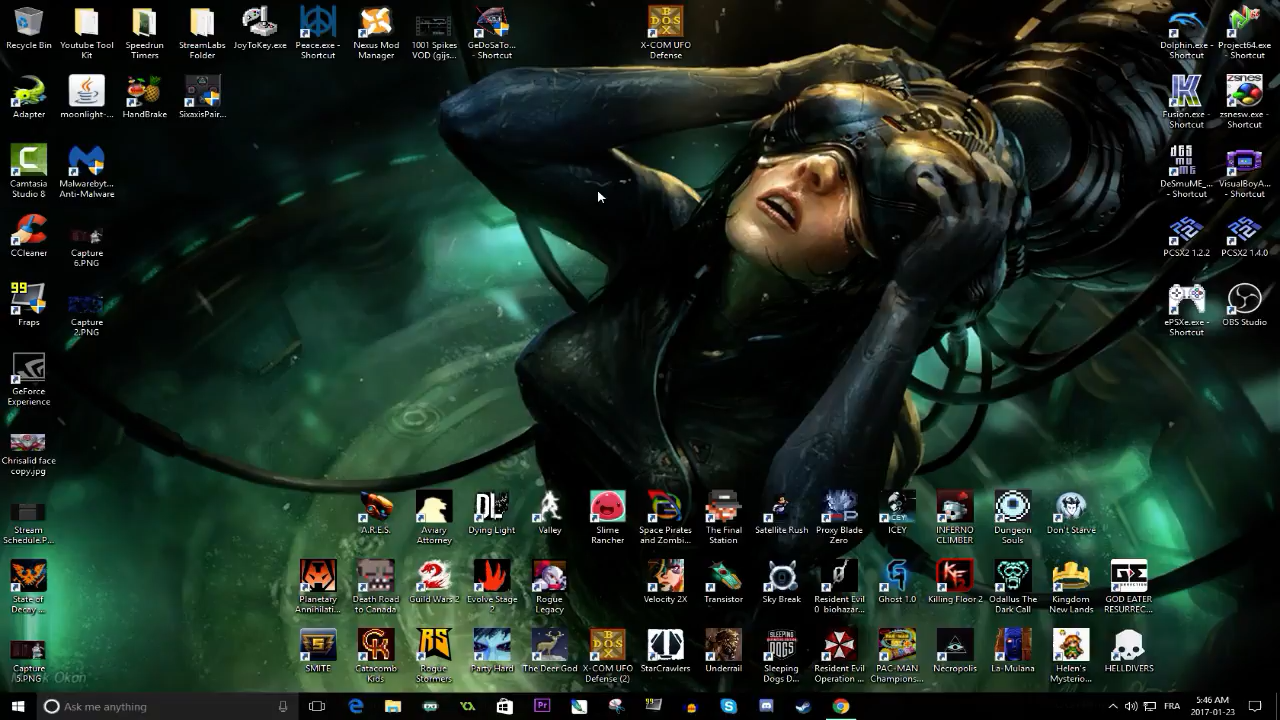 Recycle Bin
Youtube Tool Kit
Speedrun Timers
StreamLabs Folder
JoyToKey.exe
Peace.exe - Shortcut
Nexus Mod Manager
1001 Spikes VOD (gijs...
GeDoSaTo... - Shortcut
X-COM UFO Defense
Dolphin.exe - Shortcut
Project64.exe - Shortcut
Adapter
moonlight-...
HandBrake
SixaxisPair...
Fusion.exe - Shortcut
zsnesw.exe - Shortcut
Camtasia Studio 8
Malwarebyt... Anti-Malware
DeSmuME_... - Shortcut
VisualBoyA... - Shortcut
CCleaner
Capture 6.PNG
PCSX2 1.2.2
PCSX2 1.4.0
99
Fraps
Capture 2.PNG
ePSXe.exe - Shortcut
OBS Studio
GeForce Experience
Chrisalid face copy.jpg
Stream Schedule.P...
A.R.E.S.
Aviary Attorney
Dying Light
Valley
Slime Rancher
Space Pirates and Zombi...
The Final Station
Satellite Rush
Proxy Blade Zero
ICEY
INFERNO CLIMBER
Dungeon Souls
Don't Starve
State of Decay ...
Planetary Annihilati...
Death Road to Canada
Guild Wars 2
Evolve Stage 2
Rogue Legacy
Velocity 2X
Transistor
Sky Break
Resident Evil 0 biohazar...
Ghost 1.0
Killing Floor 2
Odallus The Dark Call
Kingdom New Lands
GOD EATER RESURREC...
Capture 5.PNG
SMITE
Catacomb Kids
Rogue Stormers
Party Hard
The Deer God
X-COM UFO Defense (2)
StarCrawlers
Underrail
Sleeping Dogs D...
Resident Evil Operation ...
PAC-MAN Champions...
Necropolis
La-Mulana
Helen's Mysterio...
HELLDIVERS
Ask me anything
FRA
5:46 AM
2017-01-23